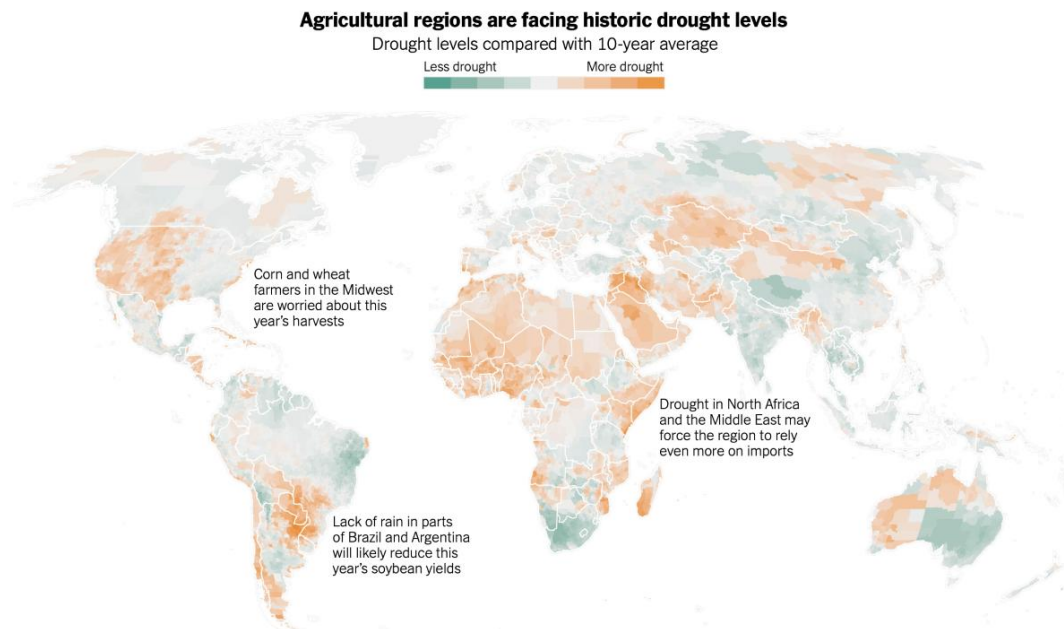 Agricultural regions are facing historic drought levels
Drought levels compared with 10-year average
Less drought More drought
Corn and wheat
farmers in the Midwest
are worried about this
year's harvests
Drought in North Africa
and the Middle East may
force the region to rely
even more on imports
Lack of rain in parts
of Brazil and Argentina
will likely reduce this
year's soybean yields